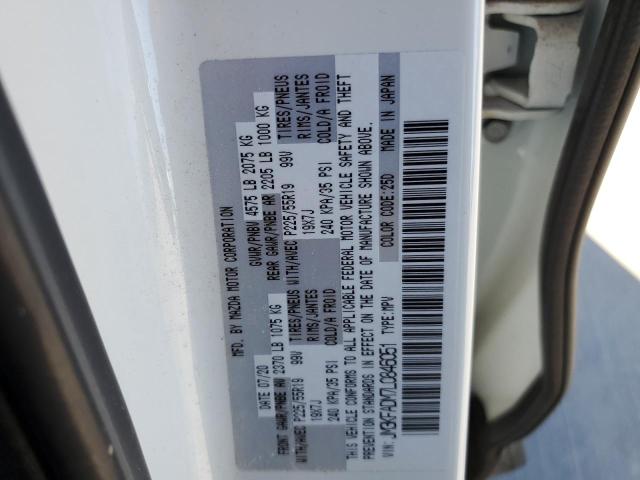 MFD. BY MAZDA MOTOR CORPORATION
DATE 07/20 GVWR/PNBV 4575 LB 2075 KG
FRONT GAWR/PNBE AV 2370 LB 1075 KG REAR GAWR/PNBE AR 2205 LB 1000 KG
WITH/AVEC P225/55R19 99V TIRES/PNEUS WITH/AVEC P225/55R19 99V TIRES/PNEUS
19X7J RIMS/JANTES 19X7J RIMS/JANTES
240 KPA/35 PSI COLD/A FROID 240 KPA/35 PSI COLD/A FROID
THIS VEHICLE CONFORMS TO ALL APPLICABLE FEDERAL MOTOR VEHICLE SAFETY AND THEFT
PREVENTION STANDARDS IN EFFECT ON THE DATE OF MANUFACTURE SHOWN ABOVE.
VIN: JM3KFADM7L0846051 TYPE:MPV COLOR CODE:25D MADE IN JAPAN